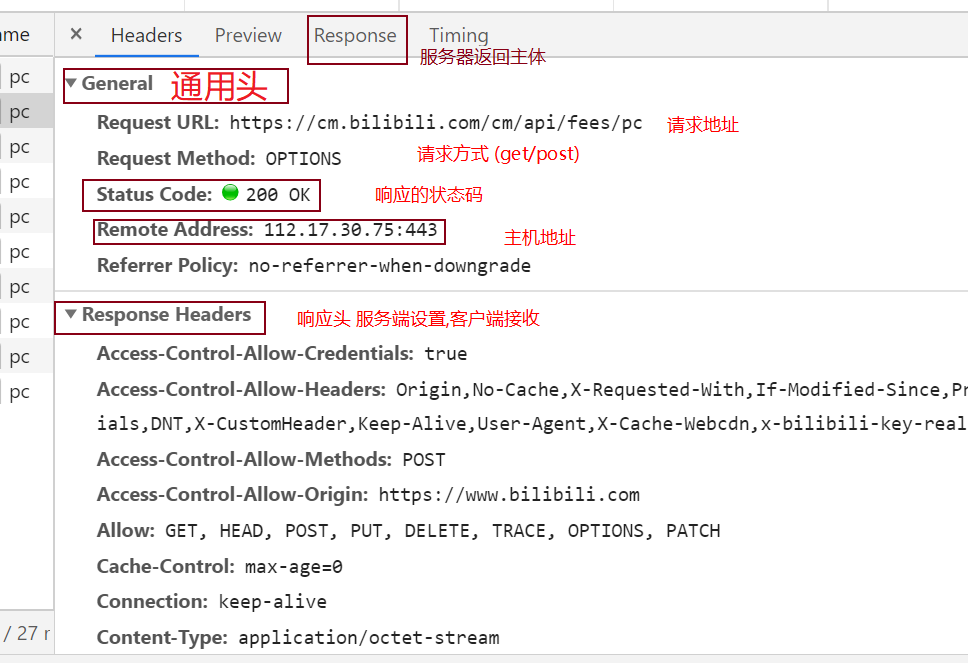 ame
Headers Preview Response Timing
服务器返回主体
pc
pc
pc
pc
pc
pc
pc
pc
pc
pc
/ 27 r
General 通用头
Request URL: https://cm.bilibili.com/cm/api/fees/pc 请求地址
Request Method: OPTIONS 请求方式 (get/post)
Status Code: 200 OK 响应的状态码
Remote Address: 112.17.30.75:443 主机地址
Referrer Policy: no-referrer-when-downgrade
Response Headers 响应头 服务端设置,客户端接收
Access-Control-Allow-Credentials: true
Access-Control-Allow-Headers: Origin,No-Cache,X-Requested-With,If-Modified-Since,Pr
ials,DNT,X-CustomHeader,Keep-Alive,User-Agent,X-Cache-Webcdn,x-bilibili-key-real
Access-Control-Allow-Methods: POST
Access-Control-Allow-Origin: https://www.bilibili.com
Allow: GET, HEAD, POST, PUT, DELETE, TRACE, OPTIONS, PATCH
Cache-Control: max-age=0
Connection: keep-alive
Content-Type: application/octet-stream